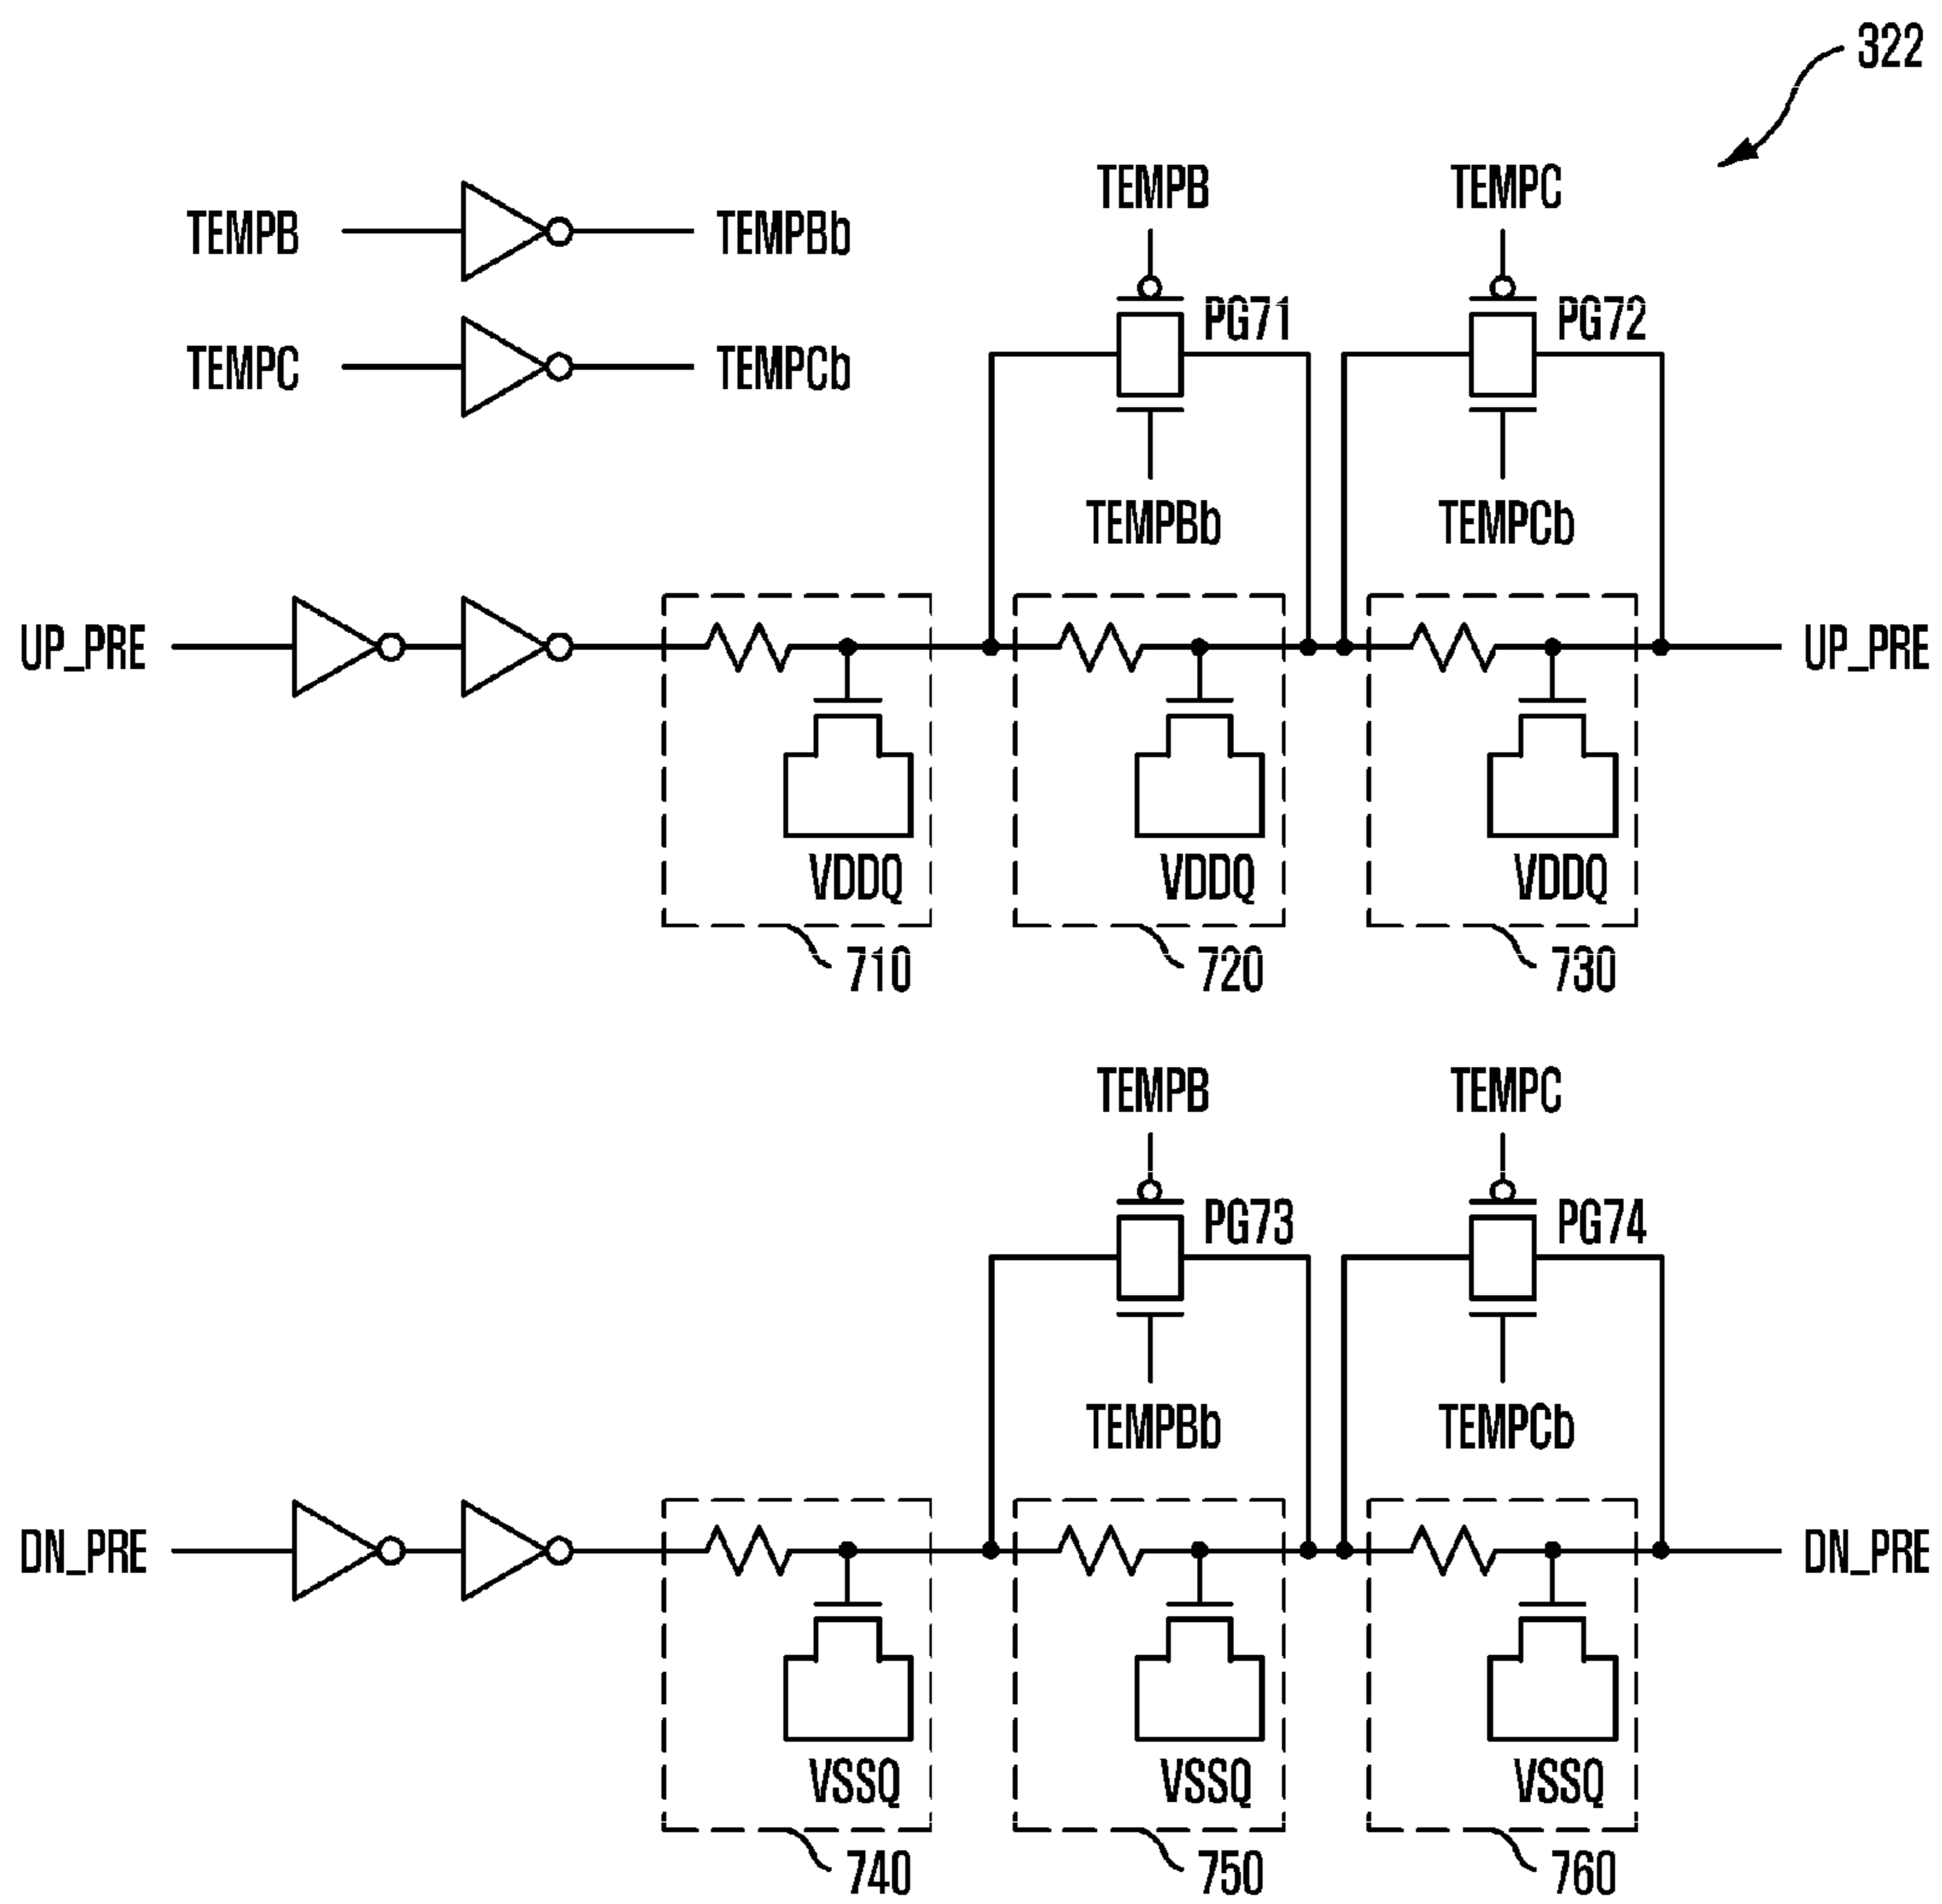 322
TEMPB TEMPC
TEMPB TEMPBb
PG71 PG72
TEMPC TEMPCb
TEMPBb TEMPCb
UP_PRE UP_PRE
VDDQ VDDQ VDDQ
710 720 730
TEMPB TEMPC
PG73 PG74
TEMPBb TEMPCb
DN_PRE DN_PRE
VSSQ VSSQ VSSQ
740 750 760